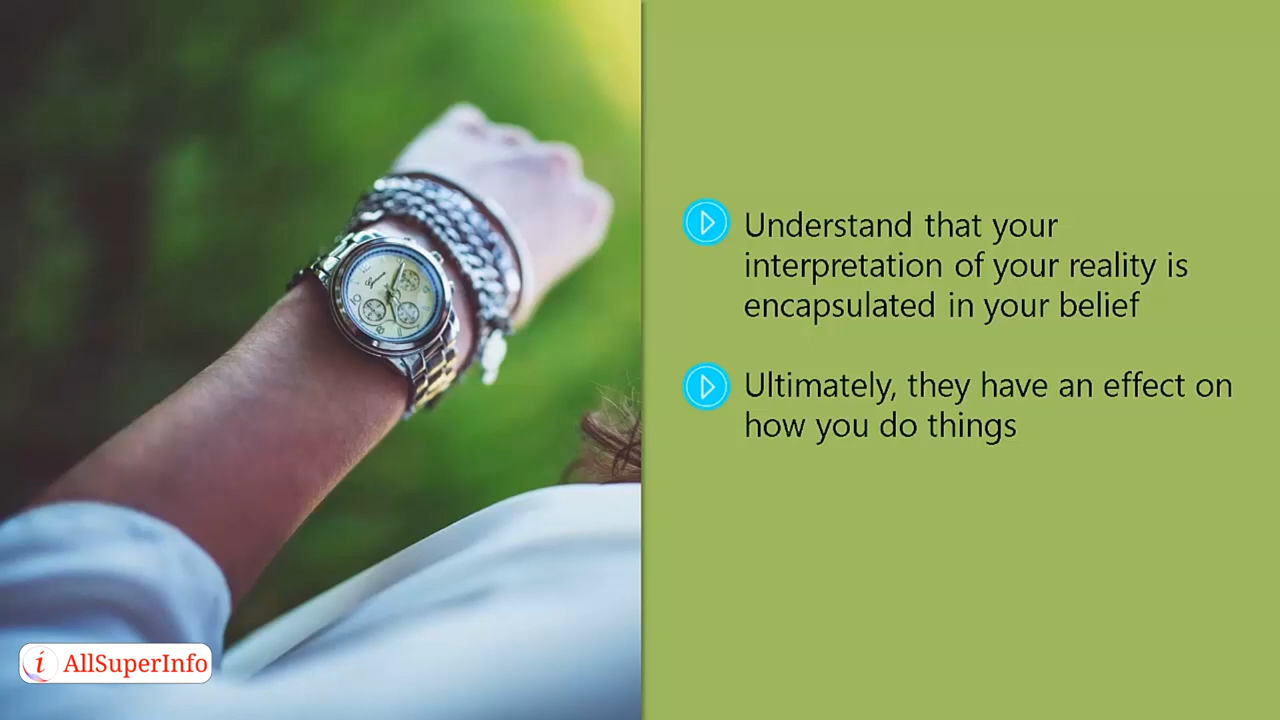 Understand that your
interpretation of your reality is
encapsulated in your belief
Ultimately, they have an effect on
how you do things
i AllSuperInfo